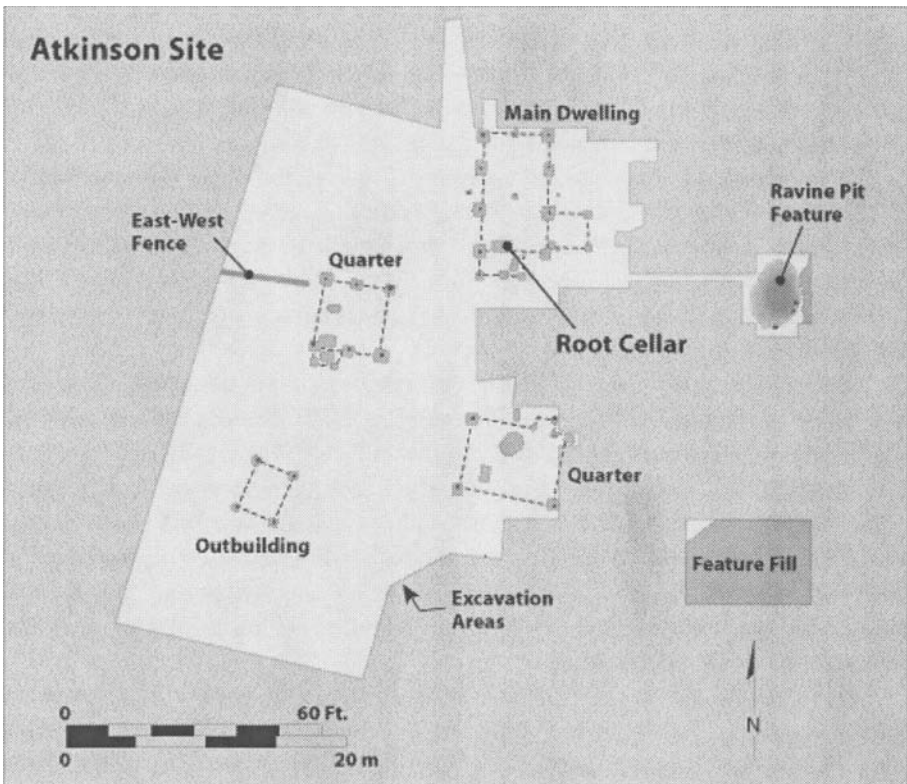 Atkinson Site
Main Dwelling
Ravine Pit
Feature
East-West
Fence
Quarter
Root Cellar
Quarter
Outbuilding
Feature Fill
Excavation
Areas
0 60 Ft.
0 20 m
N